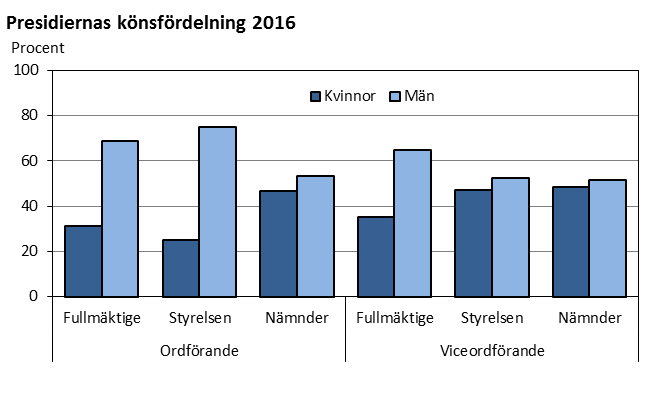 Presidiernas könsfördelning 2016
Procent
100
Kvinnor Män
80
60
40
20
0
Fullmäktige Styrelsen Nämnder Fullmäktige Styrelsen Nämnder
Ordförande Viceordförande